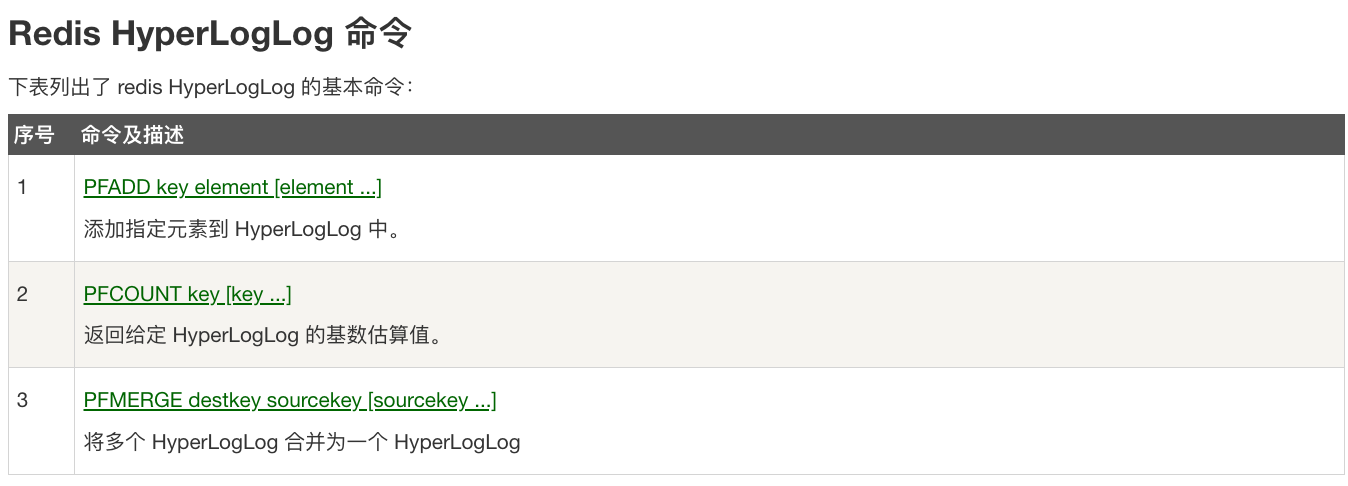 Redis HyperLogLog 命令
下表列出了 redis HyperLogLog 的基本命令：
序号 命令及描述
1 PFADD key element [element ...]
添加指定元素到 HyperLogLog 中。
2 PFCOUNT key [key ...]
返回给定 HyperLogLog 的基数估算值。
3 PFMERGE destkey sourcekey [sourcekey ...]
将多个 HyperLogLog 合并为一个 HyperLogLog